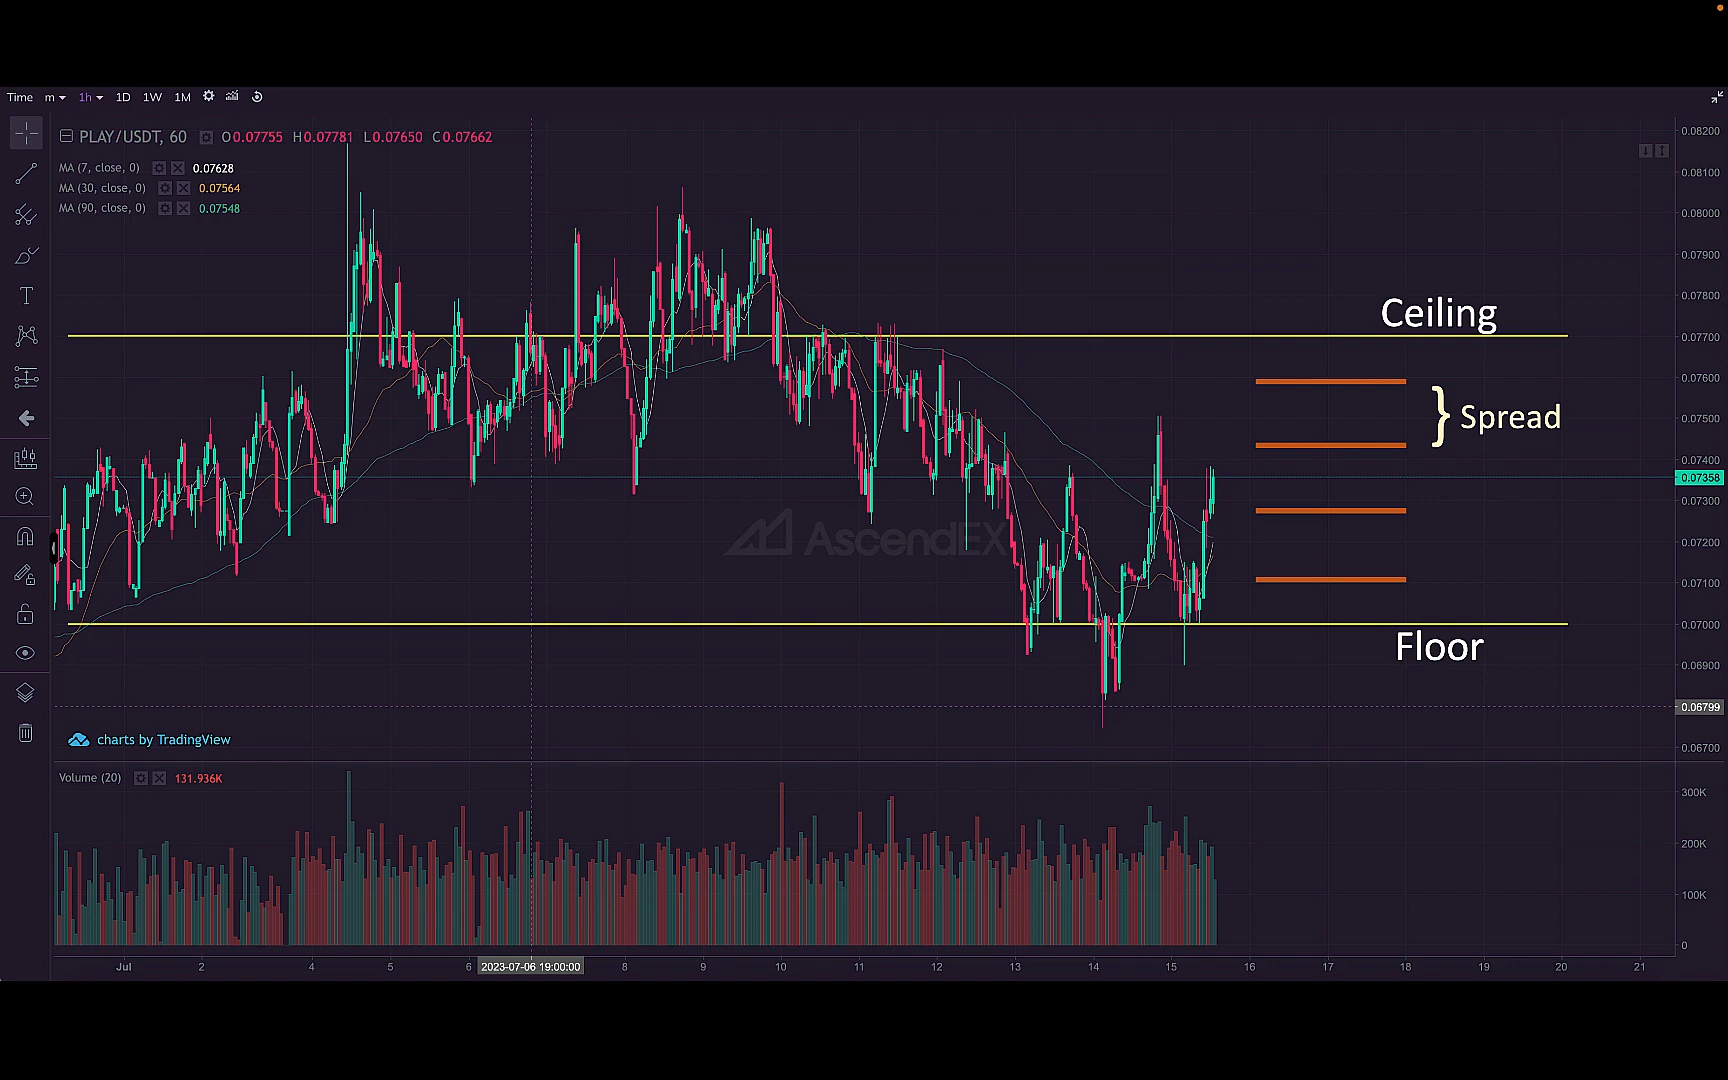 Time m 1h 1D 1W 1M
PLAY/USDT, 60 O0.07755 H0.07781 L0.07650 C0.07662
MA (7, close, 0) 0.07628
MA (30, close, 0) 0.07564
MA (90, close, 0) 0.07548
0.08200
0.08100
0.08000
0.07900
0.07800
Ceiling
0.07700
0.07600
Spread
0.07500
0.07400
0.07358
0.07300
AscendEX
0.07200
0.07100
0.07000
Floor
0.06900
0.06799
0.06700
charts by TradingView
Volume (20) 131.936K
300K
200K
100K
0
Jul 2 4 5 6 2023-07-06 19:00:00 8 9 10 11 12 13 14 15 16 17 18 19 20 21